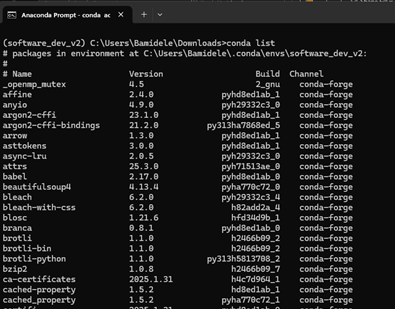 Anaconda Prompt - conda ac
(software_dev_v2) C:\Users\Bamidele\Downloads>conda list
# packages in environment at C:\Users\Bamidele\.conda\envs\software_dev_v2:
#
# Name Version Build Channel
_openmp_mutex 4.5 2_gnu conda-forge
affine 2.4.0 pyhd8ed1ab_1 conda-forge
anyio 4.9.0 pyh29332c3_0 conda-forge
argon2-cffi 23.1.0 pyhd8ed1ab_1 conda-forge
argon2-cffi-bindings 21.2.0 py313ha7868ed_5 conda-forge
arrow 1.3.0 pyhd8ed1ab_1 conda-forge
asttokens 3.0.0 pyhd8ed1ab_1 conda-forge
async-lru 2.0.5 pyh29332c3_0 conda-forge
attrs 25.3.0 pyh71513ae_0 conda-forge
babel 2.17.0 pyhd8ed1ab_0 conda-forge
beautifulsoup4 4.13.4 pyha770c72_0 conda-forge
bleach 6.2.0 pyh29332c3_4 conda-forge
bleach-with-css 6.2.0 h82add2a_4 conda-forge
blosc 1.21.6 hfd34d9b_1 conda-forge
branca 0.8.1 pyhd8ed1ab_0 conda-forge
brotli 1.1.0 h2466b09_2 conda-forge
brotli-bin 1.1.0 h2466b09_2 conda-forge
brotli-python 1.1.0 py313h5813708_2 conda-forge
bzip2 1.0.8 h2466b09_7 conda-forge
ca-certificates 2025.1.31 h4c7d964_1 conda-forge
cached-property 1.5.2 hd8ed1ab_1 conda-forge
cached_property 1.5.2 pyha770c72_1 conda-forge